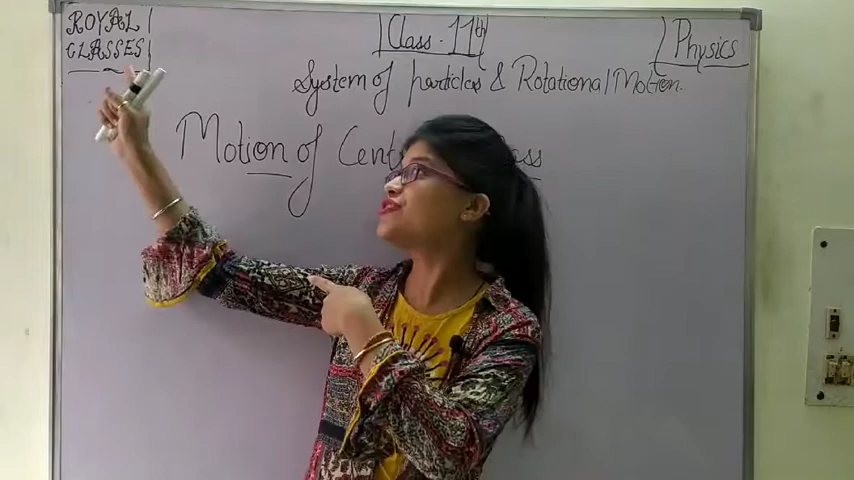 ROYAL
CLASSES
Class - 11th
Physics
System of particles & Rotational Motion.
Motion of